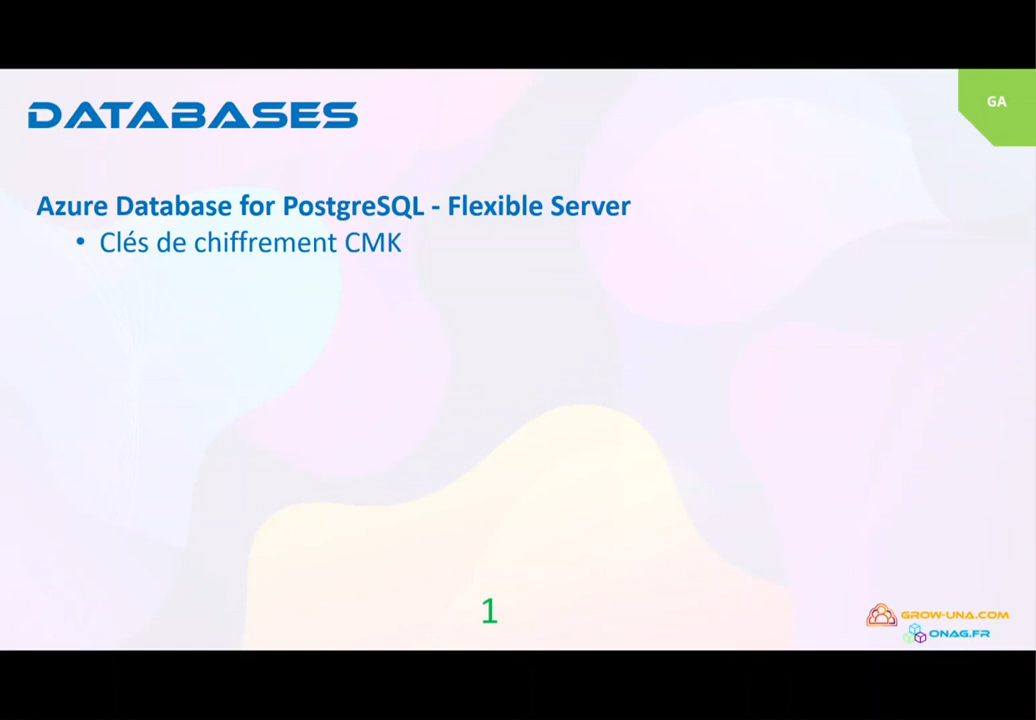 DATABASES
GA
Azure Database for PostgreSQL - Flexible Server
• Clés de chiffrement CMK
1
GROW-UNA.COM
ONAG.FR